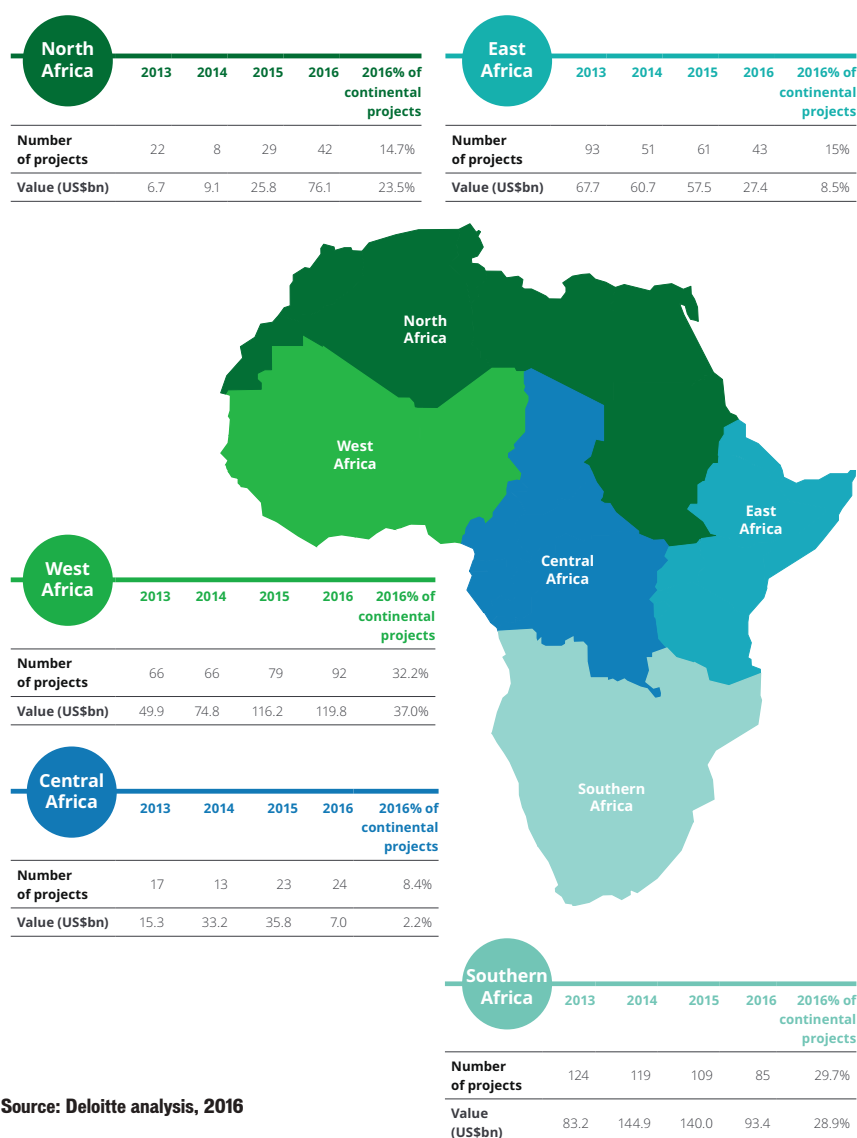 North
Africa
2013 2014 2015 2016 2016% of
continental
projects
Number
of projects
22 8 29 42 14.7%
Value (US$bn) 6.7 9.1 25.8 76.1 23.5%
East
Africa
2013 2014 2015 2016 2016% of
continental
projects
Number
of projects
93 51 61 43 15%
Value (US$bn) 67.7 60.7 57.5 27.4 8.5%
North
Africa
West
Africa
East
Africa
Central
Africa
Southern
Africa
West
Africa
2013 2014 2015 2016 2016% of
continental
projects
Number
of projects
66 66 79 92 32.2%
Value (US$bn) 49.9 74.8 116.2 119.8 37.0%
Central
Africa
2013 2014 2015 2016 2016% of
continental
projects
Number
of projects
17 13 23 24 8.4%
Value (US$bn) 15.3 33.2 35.8 7.0 2.2%
Southern
Africa
2013 2014 2015 2016 2016% of
continental
projects
Number
of projects
124 119 109 85 29.7%
Value
(US$bn)
83.2 144.9 140.0 93.4 28.9%
Source: Deloitte analysis, 2016